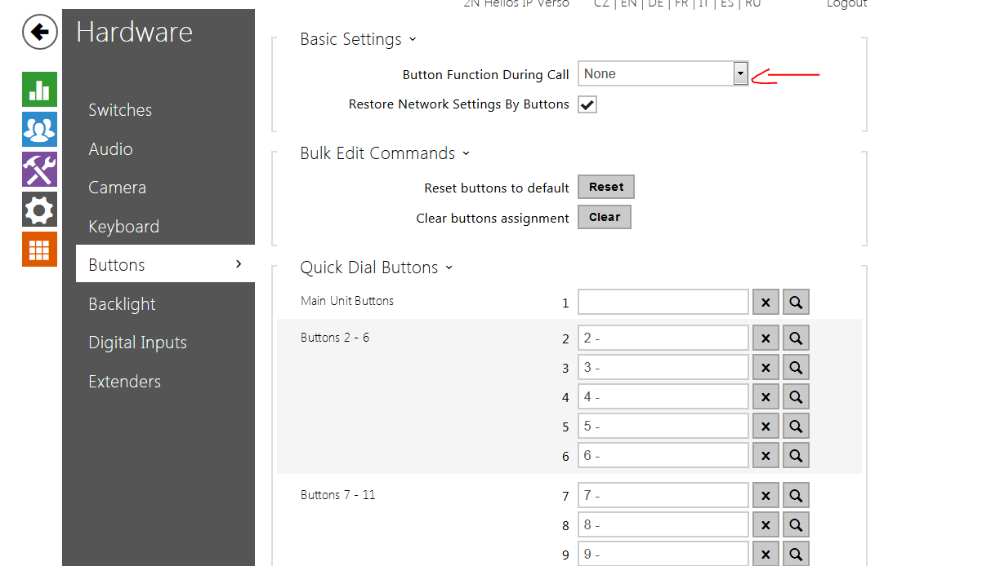 2N Helios IP Verso CZ | EN | DE | FR | IT | ES | RU Logout
Hardware
Switches
Audio
Camera
Keyboard
Buttons
Backlight
Digital Inputs
Extenders
Basic Settings
Button Function During Call None
Restore Network Settings By Buttons
Bulk Edit Commands
Reset buttons to default Reset
Clear buttons assignment Clear
Quick Dial Buttons
Main Unit Buttons 1
Buttons 2 - 6 2 2 -
3 3 -
4 4 -
5 5 -
6 6 -
Buttons 7 - 11 7 7 -
8 8 -
9 9 -